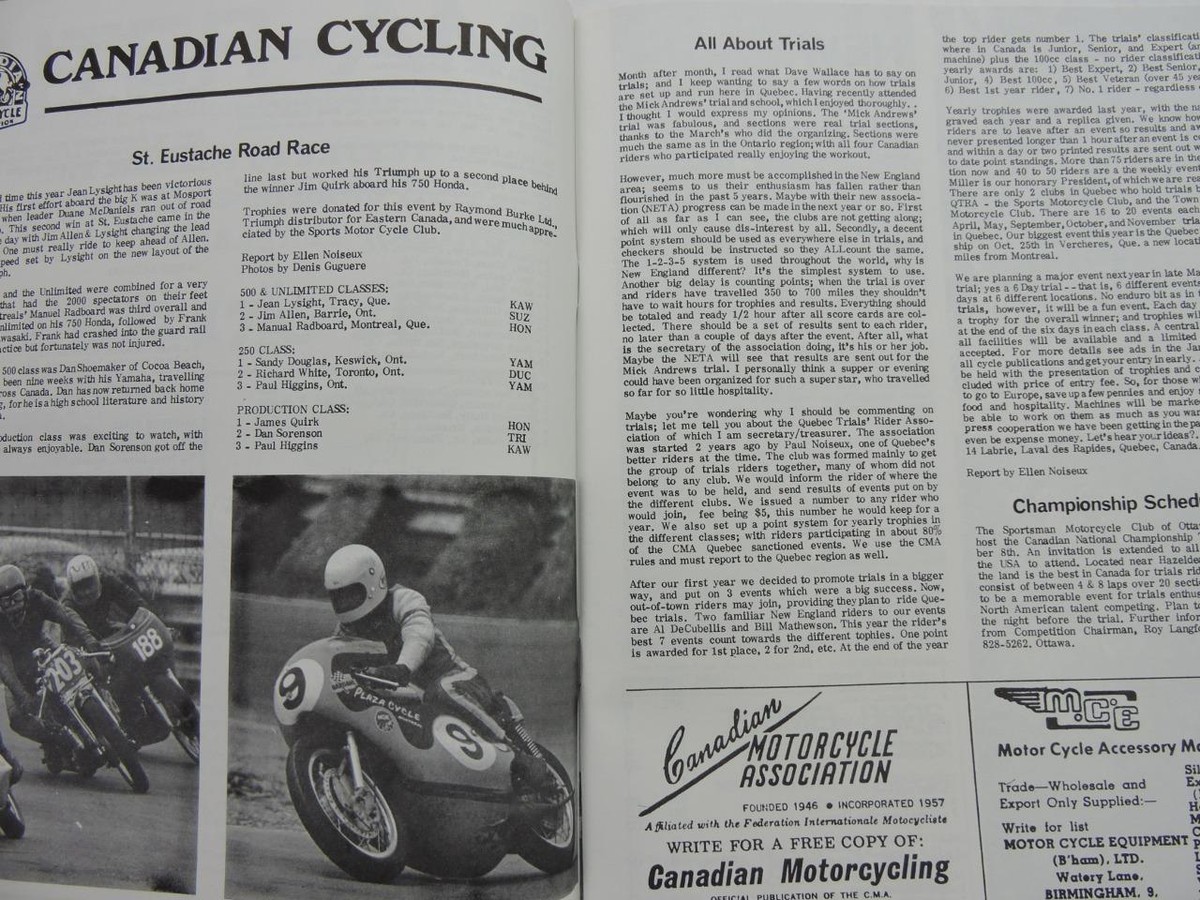 CANADIAN CYCLING
St. Eustache Road Race
time this year Jean Lysight has been victorious
His first effort aboard the big K was at Mosport
when leader Duane McDaniels ran out of road
This second win at St. Eustache came in the
day with Jim Allen & Lysight changing the lead
One must really ride to keep ahead of Allen.
speed set by Lysight on the new layout of the
and the Unlimited were combined for a very
that had the 2000 spectators on their feet
Manuel Radboard was third overall and
on his 750 Honda, followed by Frank
Frank had crashed into the guard rail
but fortunately was not injured.
500 class was Dan Shoemaker of Cocoa Beach,
been nine weeks with his Yamaha, travelling
Canada. Dan has now returned back home
for he is a high school literature and history
class was exciting to watch, with
always enjoyable. Dan Sorenson got off the
line last but worked his Triumph up to a second place behind
the winner Jim Quirk aboard his 750 Honda.
Trophies were donated for this event by Raymond Burke Ltd.,
Triumph distributor for Eastern Canada, and were much appre-
ciated by the Sports Motor Cycle Club.
Report by Ellen Noiseux
Photos by Denis Guguere
500 & UNLIMITED CLASSES:
1 - Jean Lysight, Tracy, Que. KAW
2 - Jim Allen, Barrie, Ont. SUZ
3 - Manuel Radboard, Montreal, Que. HON
250 CLASS:
1 - Sandy Douglas, Keswick, Ont. YAM
2 - Richard White, Toronto, Ont. DUC
3 - Paul Higgins, Ont. YAM
PRODUCTION CLASS:
1 - James Quirk HON
2 - Dan Sorenson TRI
3 - Paul Higgins KAW
203
188
9
PLAZA CYCLE
9
All About Trials
Month after month, I read what Dave Wallace has to say on
trials; and I keep wanting to say a few words on how trials
are set up and run here in Quebec. Having recently attended
the Mick Andrews' trial and school, which I enjoyed thoroughly. .
I thought I would express my opinions. The 'Mick Andrews'
trial was fabulous, and sections were real trial sections,
thanks to the March's who did the organizing. Sections were
much the same as in the Ontario region; with all four Canadian
riders who participated really enjoying the workout.
However, much more must be accomplished in the New England
area; seems to us their enthusiasm has fallen rather than
flourished in the past 5 years. Maybe with their new associa-
tion (NETA) progress can be made in the next year or so. First
of all as far as I can see, the clubs are not getting along;
which will only cause dis-interest by all. Secondly, a decent
point system should be used as everywhere else in trials, and
checkers should be instructed so they ALL count the same.
The 1-2-3-5 system is used throughout the world, why is
New England different? It's the simplest system to use.
Another big delay is counting points; when the trial is over
and riders have travelled 350 to 700 miles they shouldn't
have to wait hours for trophies and results. Everything should
be totaled and ready 1/2 hour after all score cards are col-
lected. There should be a set of results sent to each rider,
no later than a couple of days after the event. After all, what
is the secretary of the association doing, it's his or her job.
Maybe the NETA will see that results are sent out for the
Mick Andrews trial. I personally think a supper or evening
could have been organized for such a super star, who travelled
so far for so little hospitality.
Maybe you're wondering why I should be commenting on
trials; let me tell you about the Quebec Trials' Rider Asso-
ciation of which I am secretary/treasurer. The association
was started 2 years ago by Paul Noiseux, one of Quebec's
better riders at the time. The club was formed mainly to get
the group of trials riders together, many of whom did not
belong to any club. We would inform the rider of where the
event was to be held, and send results of events put on by
the different clubs. We issued a number to any rider who
would join, fee being $5, this number he would keep for a
year. We also set up a point system for yearly trophies in
the different classes; with riders participating in about 80%
of the CMA Quebec sanctioned events. We use the CMA
rules and must report to the Quebec region as well.
After our first year we decided to promote trials in a bigger
way, and put on 3 events which were a big success. Now,
out-of-town riders may join, providing they plan to ride Que-
bec trials. Two familiar New England riders to our events
are Al DeCubellis and Bill Mathewson. This year the rider's
best 7 events count towards the different tophies. One point
is awarded for 1st place, 2 for 2nd, etc. At the end of the year
the top rider gets number 1. The trials'
where in Canada is Junior, Senior, and Expert
machine) plus the 100cc class - no rider
yearly awards are: 1) Best Expert, 2) Best Senior,
Junior, 4) Best 100cc, 5) Best Veteran (over 45
6) Best 1st year rider, 7) No. 1 rider - regardless
Yearly trophies were awarded last year, with the
graved each year and a replica given. We know
riders are to leave after an event so results and
never presented longer than 1 hour after an event is
and within a day or two printed results are sent out
to date point standings. More than 75 riders are in the
tion now and 40 to 50 riders are a the weekly
Miller is our honorary President, of which we are
There are only 2 clubs in Quebec who hold trials
QTRA - the Sports Motorcycle Club, and the Town
Motorcycle Club. There are 16 to 20 events each
April, May, September, October, and November
in Quebec. Our biggest event this year is the Quebec
ship on Oct. 25th in Vercheres, Que. a new
miles from Montreal.
We are planning a major event next year in late
trial; yes a 6 Day trial -- that is, 6 different
days at 6 different locations. No enduro bit as in
trials, however, it will be a fun event. Each day
a trophy for the overall winner; and trophies
at the end of the six days in each class. A central
all facilities will be available and a limited
accepted. For more details see ads in the
all cycle publications and get your entry in early.
be held with the presentation of trophies and
cluded with price of entry fee. So, for those
to go to Europe, save up a few pennies and enjoy
food and hospitality. Machines will be
be able to work on them as much as you
press cooperation we have been getting in the
even be expense money. Let's hear your ideas?.
14 Labrie, Laval des Rapides, Quebec, Canada.
Report by Ellen Noiseux
Championship
The Sportsman Motorcycle Club of
host the Canadian National Championship
ber 8th. An invitation is extended to all
the USA to attend. Located near
the land is the best in Canada for trials
consist of between 4 & 8 laps over 20
to be a memorable event for trials
North American talent competing. Plan to
the night before the trial. Further
from Competition Chairman, Roy
828-5262. Ottawa.
Canadian
MOTORCYCLE
ASSOCIATION
FOUNDED 1946 ● INCORPORATED 1957
Affiliated with the Federation Internationale Motocycliste
WRITE FOR A FREE COPY OF:
Canadian Motorcycling
OFFICIAL PUBLICATION OF THE C.M.A.
M.C.E
Motor Cycle Accessory
Trade—Wholesale and
Export Only Supplied:—
Write for list
MOTOR CYCLE EQUIPMENT
(B'ham). LTD.
Watery Lane,
BIRMINGHAM. 9,